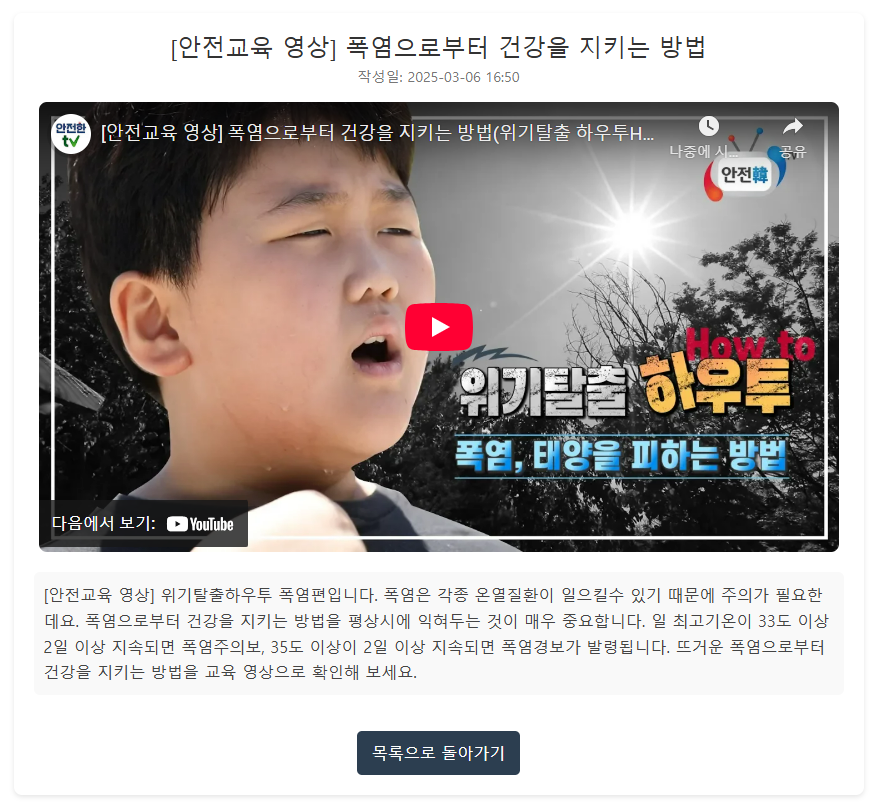 [안전교육 영상] 폭염으로부터 건강을 지키는 방법
작성일: 2025-03-06 16:50
안전한
tv
[안전교육 영상] 폭염으로부터 건강을 지키는 방법(위기탈출 하우투H...
나중에 시...
공유
안전韓
How to
위기탈출 하우투
폭염, 태양을 피하는 방법
다음에서 보기: YouTube
[안전교육 영상] 위기탈출하우투 폭염편입니다. 폭염은 각종 온열질환이 일으킬수 있기 때문에 주의가 필요한
데요. 폭염으로부터 건강을 지키는 방법을 평상시에 익혀두는 것이 매우 중요합니다. 일 최고기온이 33도 이상
2일 이상 지속되면 폭염주의보, 35도 이상이 2일 이상 지속되면 폭염경보가 발령됩니다. 뜨거운 폭염으로부터
건강을 지키는 방법을 교육 영상으로 확인해 보세요.
목록으로 돌아가기